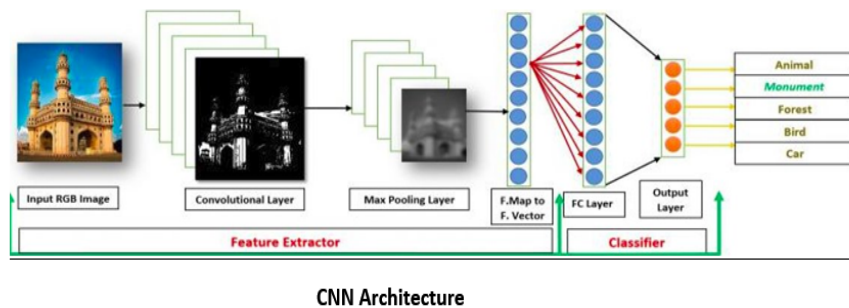 Animal
Monument
Forest
Bird
Car
Input RGB Image
Convolutional Layer
Max Pooling Layer
F.Map to
F. Vector
FC Layer
Output
Layer
Feature Extractor
Classifier
CNN Architecture